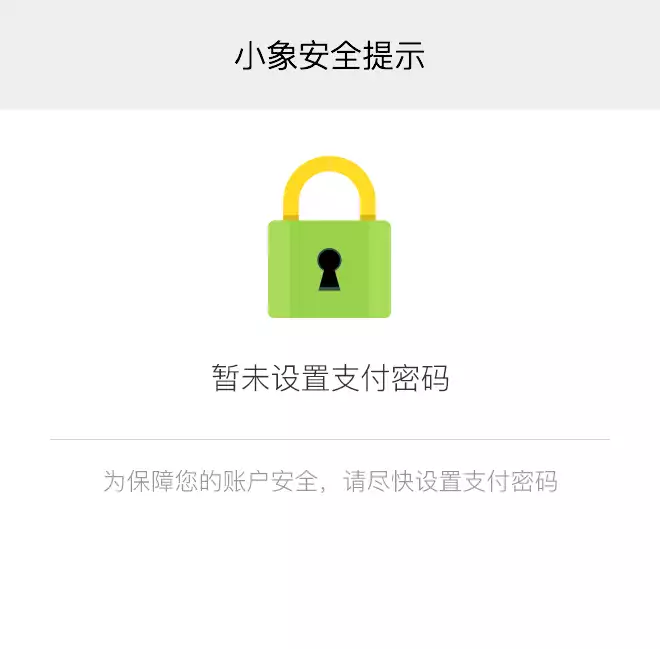 小象安全提示
暂未设置支付密码
为保障您的账户安全，请尽快设置支付密码